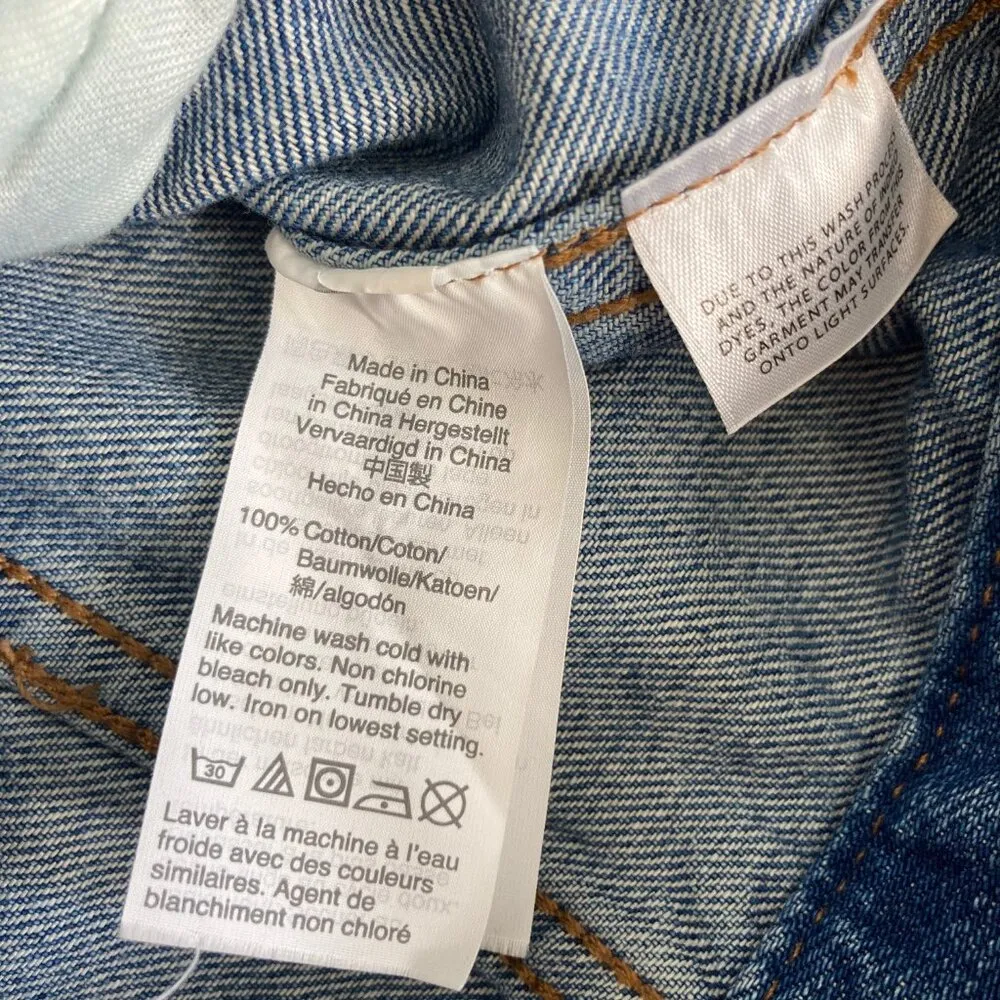 Made in China
Fabriqué en Chine
in China Hergestellt
Vervaardigd in China
中国製
Hecho en China
100% Cotton/Coton/
Baumwolle/Katoen/
綿/algodón
Machine wash cold with
like colors. Non chlorine
bleach only. Tumble dry
low. Iron on lowest setting.
30
Laver à la machine à l'eau
froide avec des couleurs
similaires. Agent de
blanchiment non chloré
DUE TO THIS WASH
AND THE NATURE OF
DYES, THE COLOR FROM THIS
GARMENT MAY TRANSFER
ONTO LIGHT SURFACES.